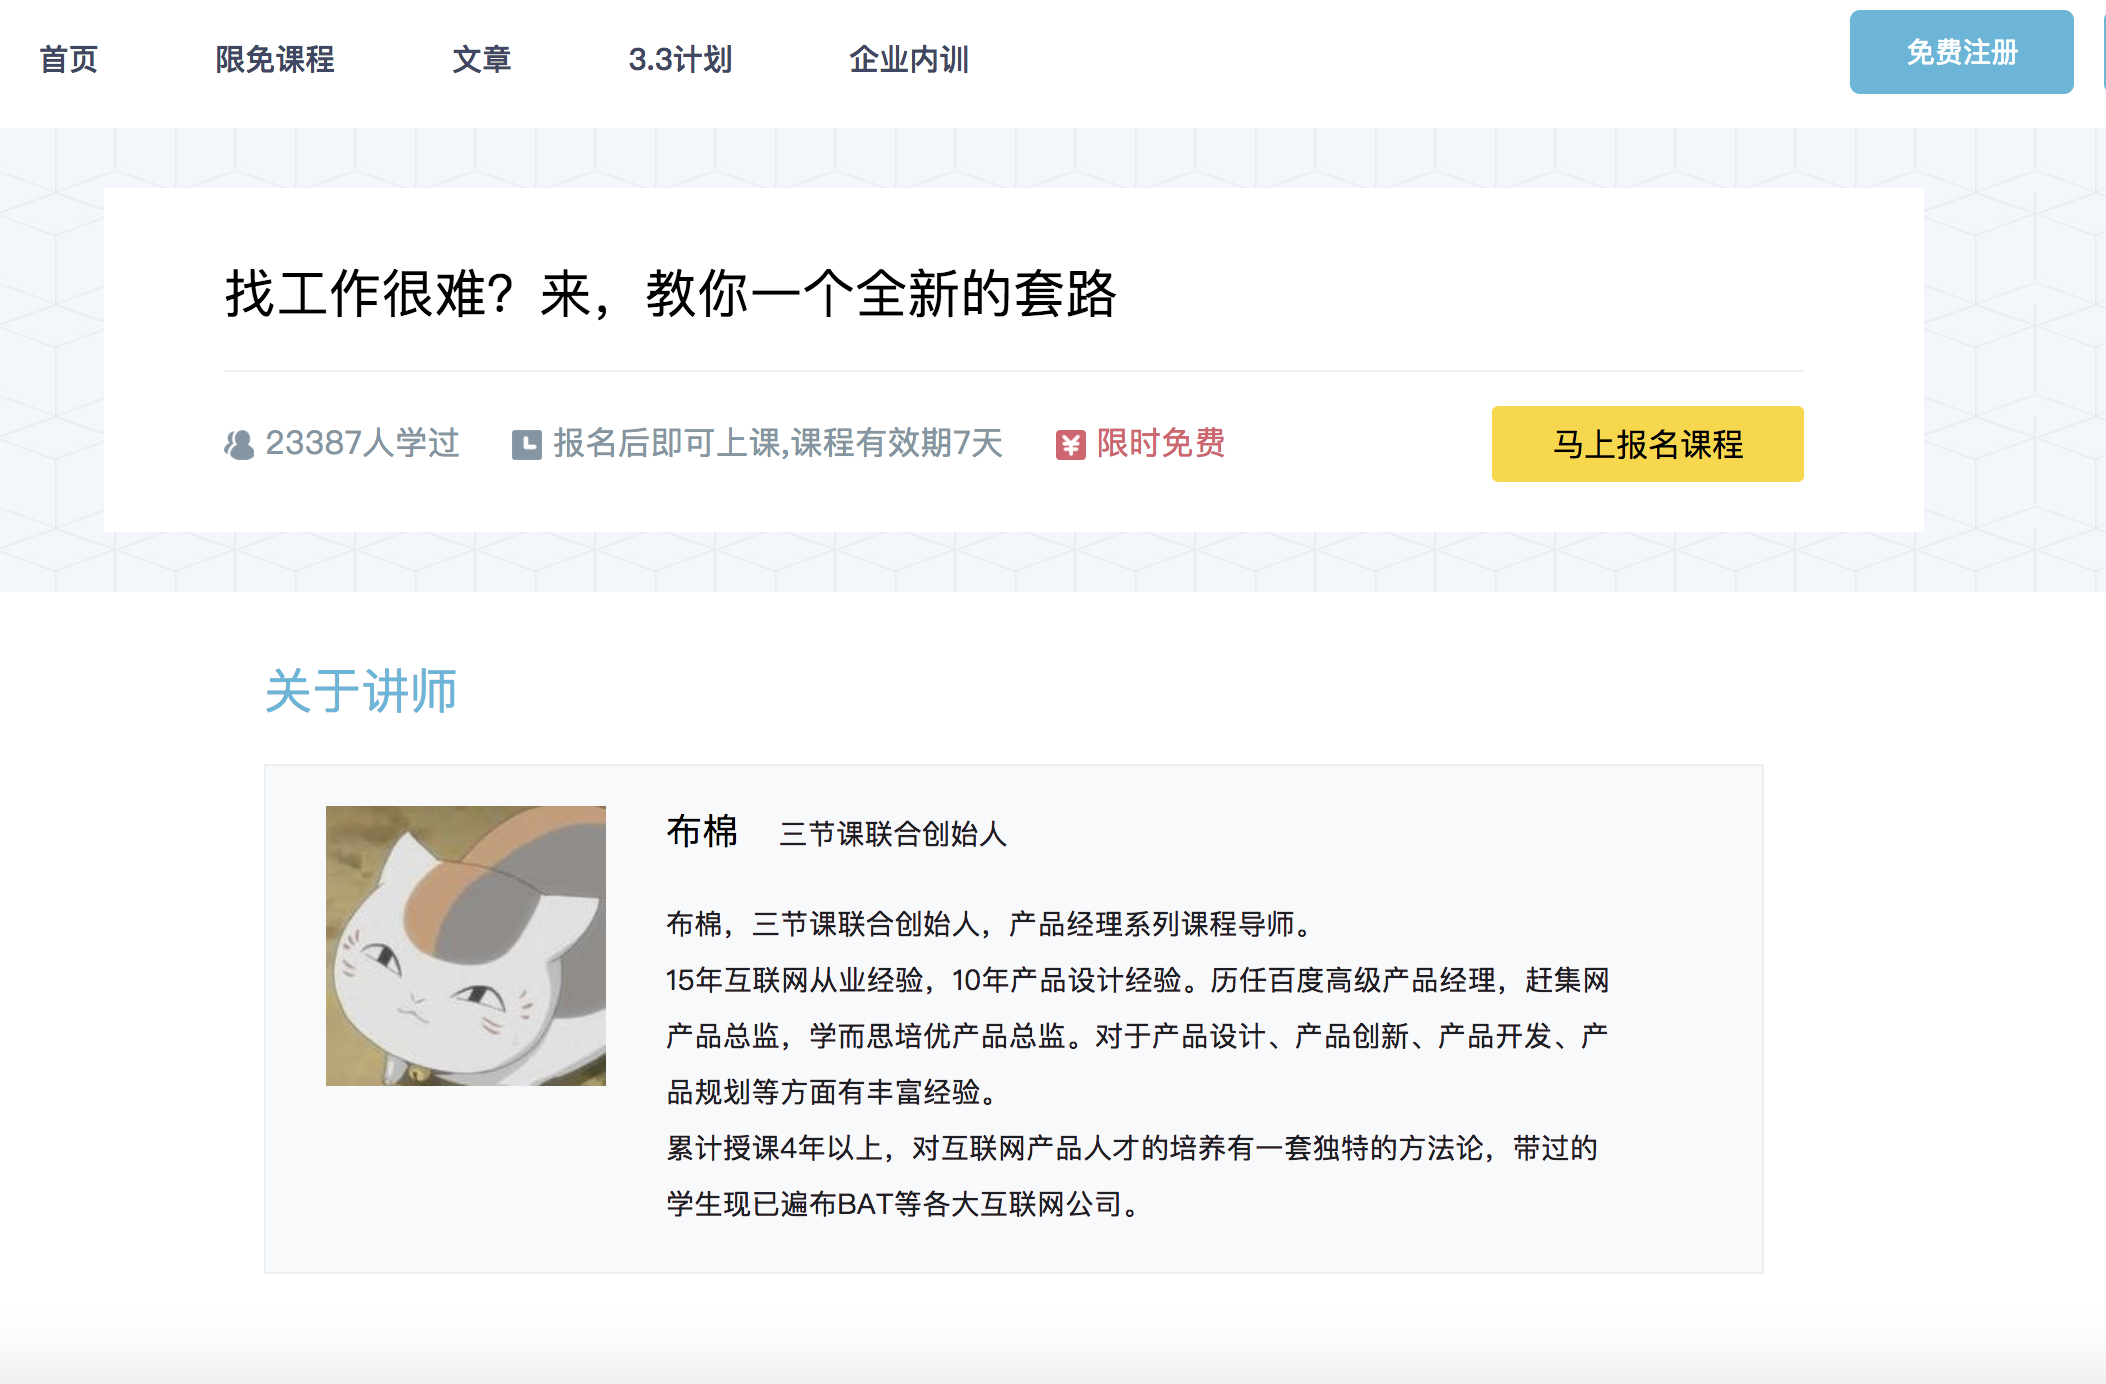 首页 限免课程 文章 3.3计划 企业内训 免费注册
找工作很难？来，教你一个全新的套路
23387人学过 报名后即可上课,课程有效期7天 ¥ 限时免费 马上报名课程
关于讲师
布棉 三节课联合创始人
布棉，三节课联合创始人，产品经理系列课程导师。
15年互联网从业经验，10年产品设计经验。历任百度高级产品经理，赶集网
产品总监，学而思培优产品总监。对于产品设计、产品创新、产品开发、产
品规划等方面有丰富经验。
累计授课4年以上，对互联网产品人才的培养有一套独特的方法论，带过的
学生现已遍布BAT等各大互联网公司。